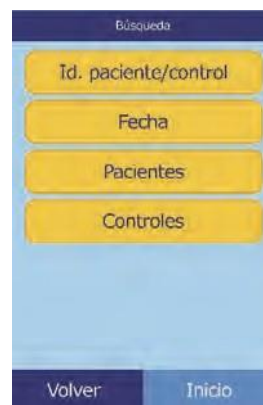 Búsqueda
Id. paciente/control
Fecha
Pacientes
Controles
Volver Inicio